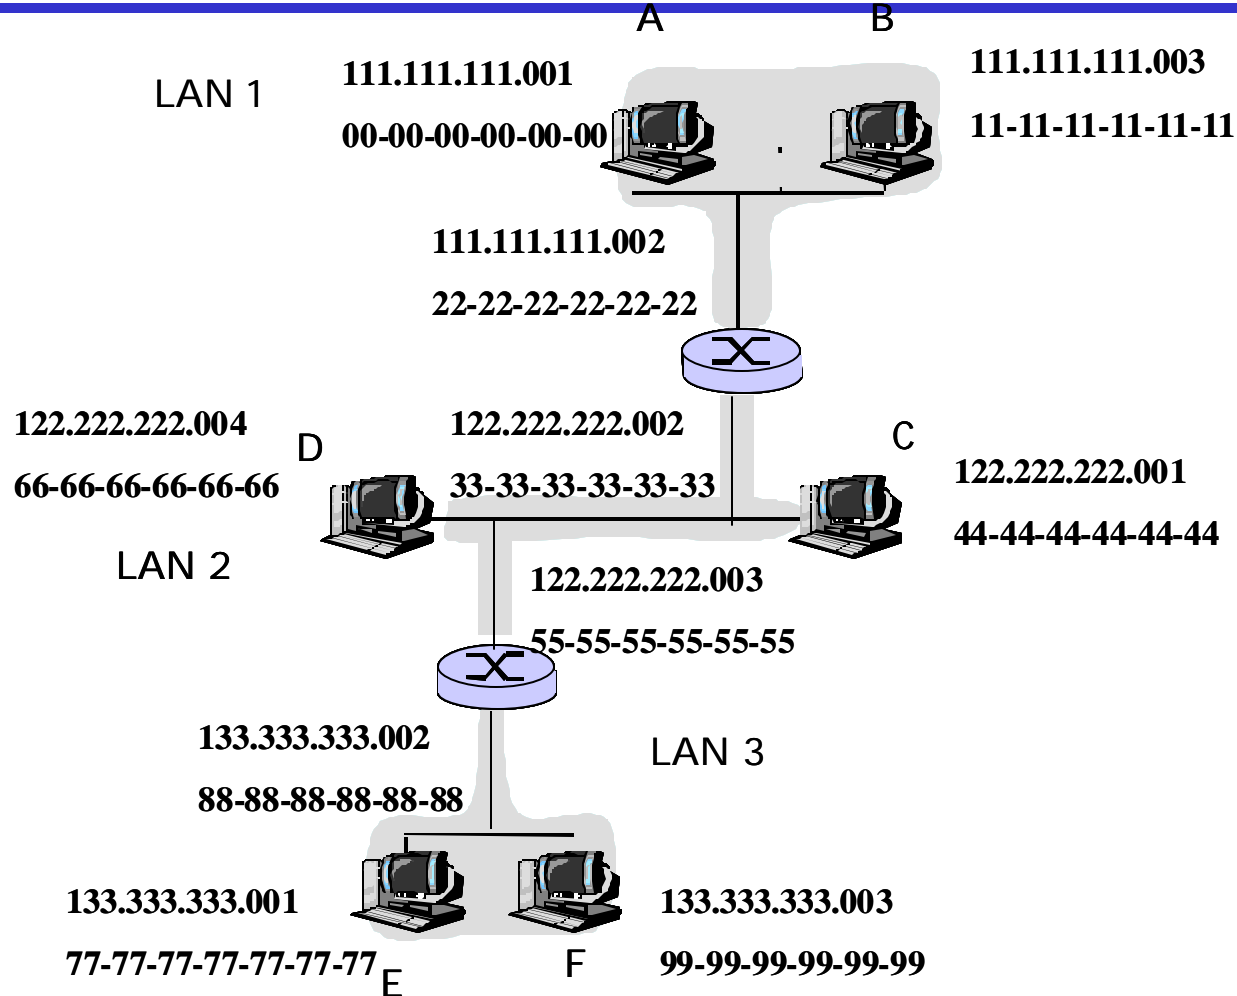 A
B
LAN 1
111.111.111.001
00-00-00-00-00-00
111.111.111.003
11-11-11-11-11-11
111.111.111.002
22-22-22-22-22-22
122.222.222.004
66-66-66-66-66-66
D
122.222.222.002
33-33-33-33-33-33
C
122.222.222.001
44-44-44-44-44-44
LAN 2
122.222.222.003
55-55-55-55-55-55
133.333.333.002
88-88-88-88-88-88
LAN 3
133.333.333.001
77-77-77-77-77-77-77
E
F
133.333.333.003
99-99-99-99-99-99